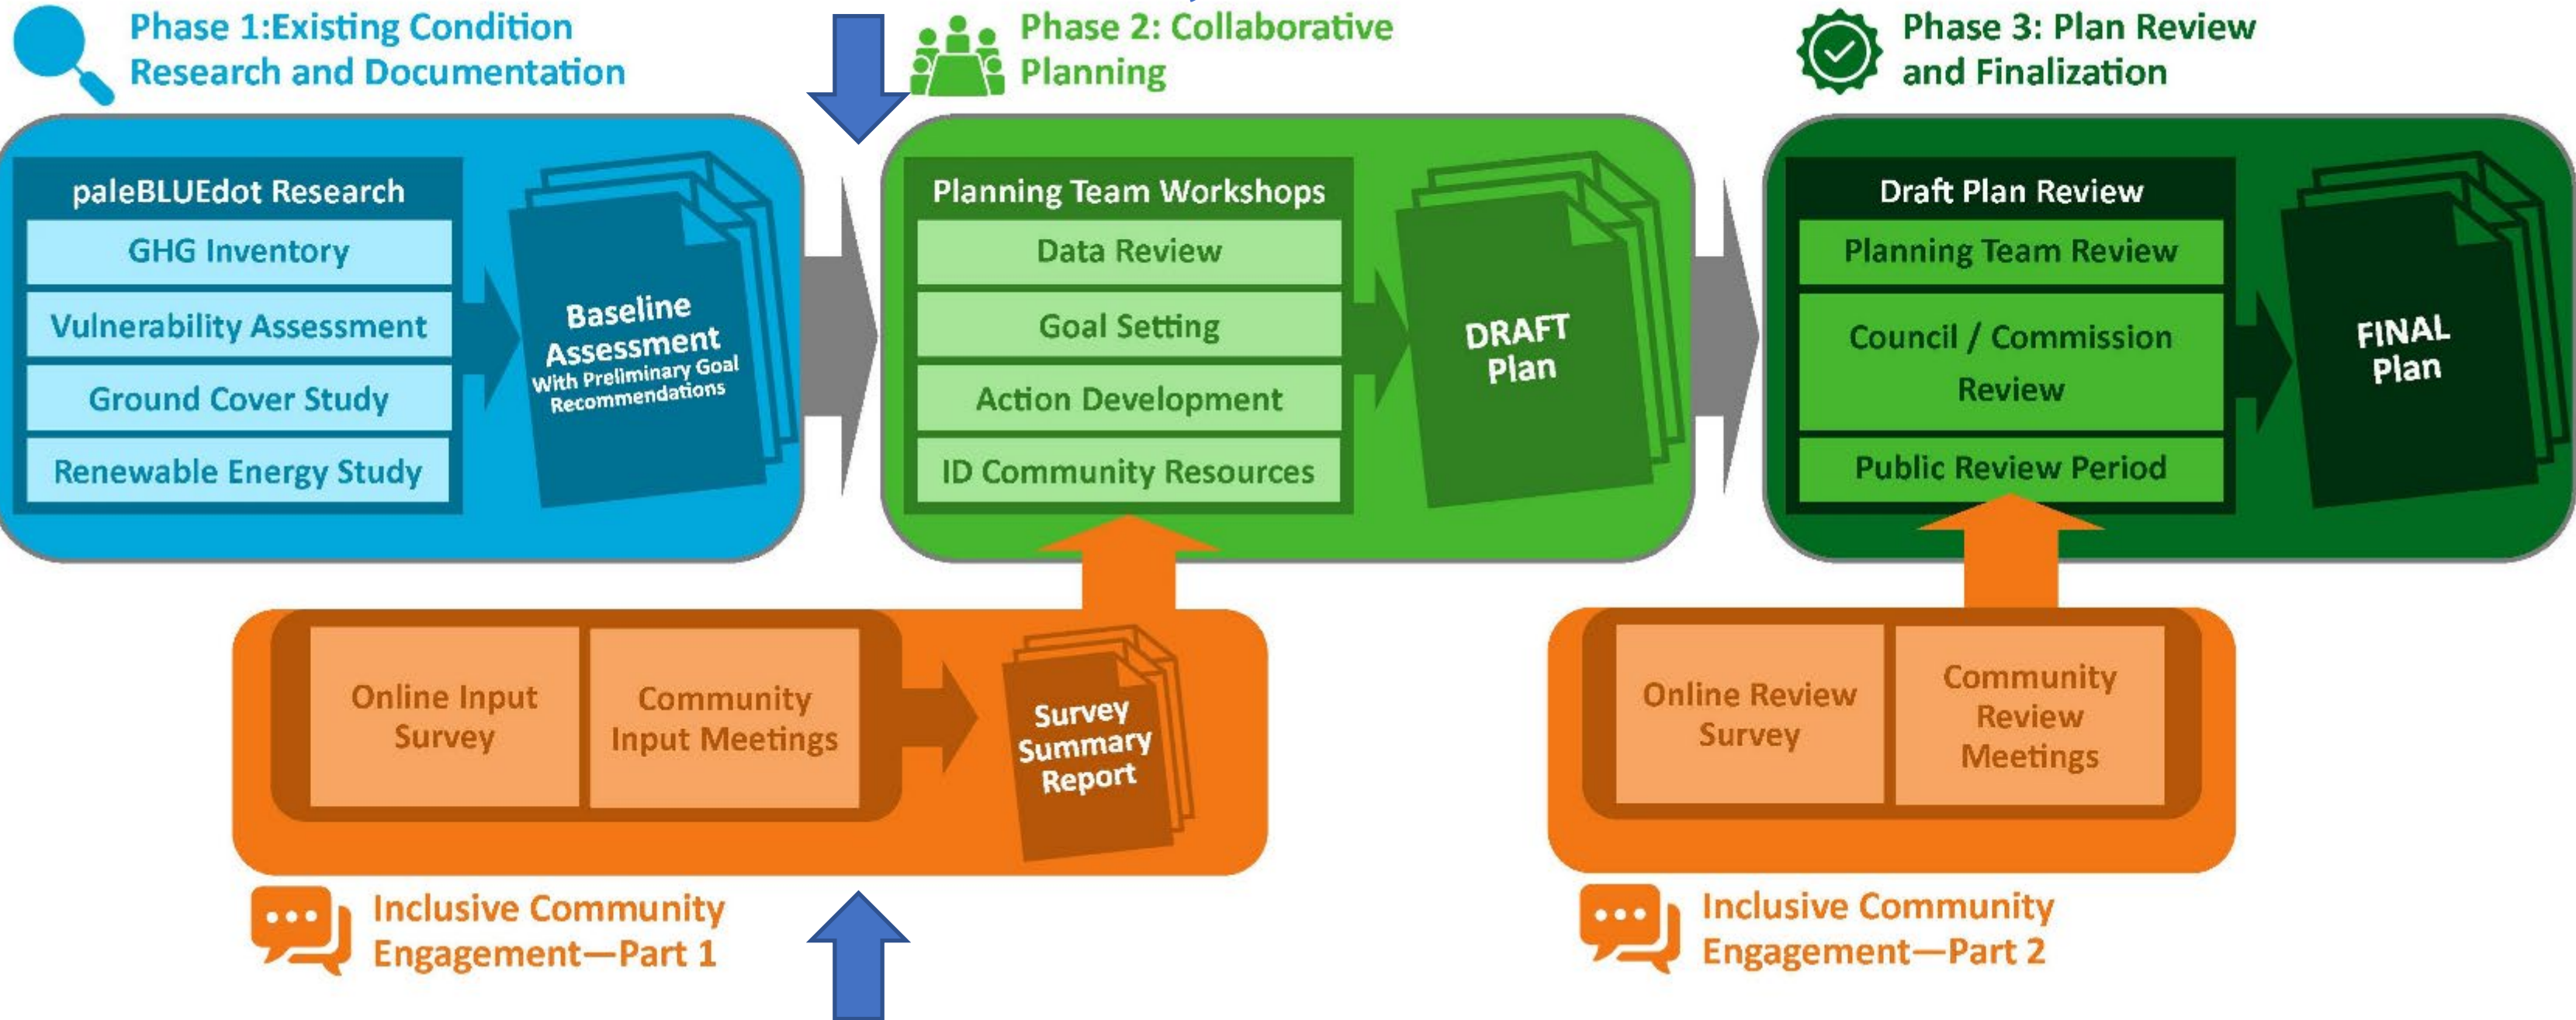 Phase 1:Existing Condition
Research and Documentation
paleBLUEdot Research
GHG Inventory
Vulnerability Assessment
Ground Cover Study
Renewable Energy Study
Baseline
Assessment
With Preliminary Goal
Recommendations
Phase 2: Collaborative
Planning
Planning Team Workshops
Data Review
Goal Setting
Action Development
ID Community Resources
DRAFT
Plan
Phase 3: Plan Review
and Finalization
Draft Plan Review
Planning Team Review
Council / Commission
Review
Public Review Period
FINAL
Plan
Online Input
Survey
Community
Input Meetings
Survey
Summary
Report
Inclusive Community
Engagement—Part 1
Online Review
Survey
Community
Review
Meetings
Inclusive Community
Engagement—Part 2